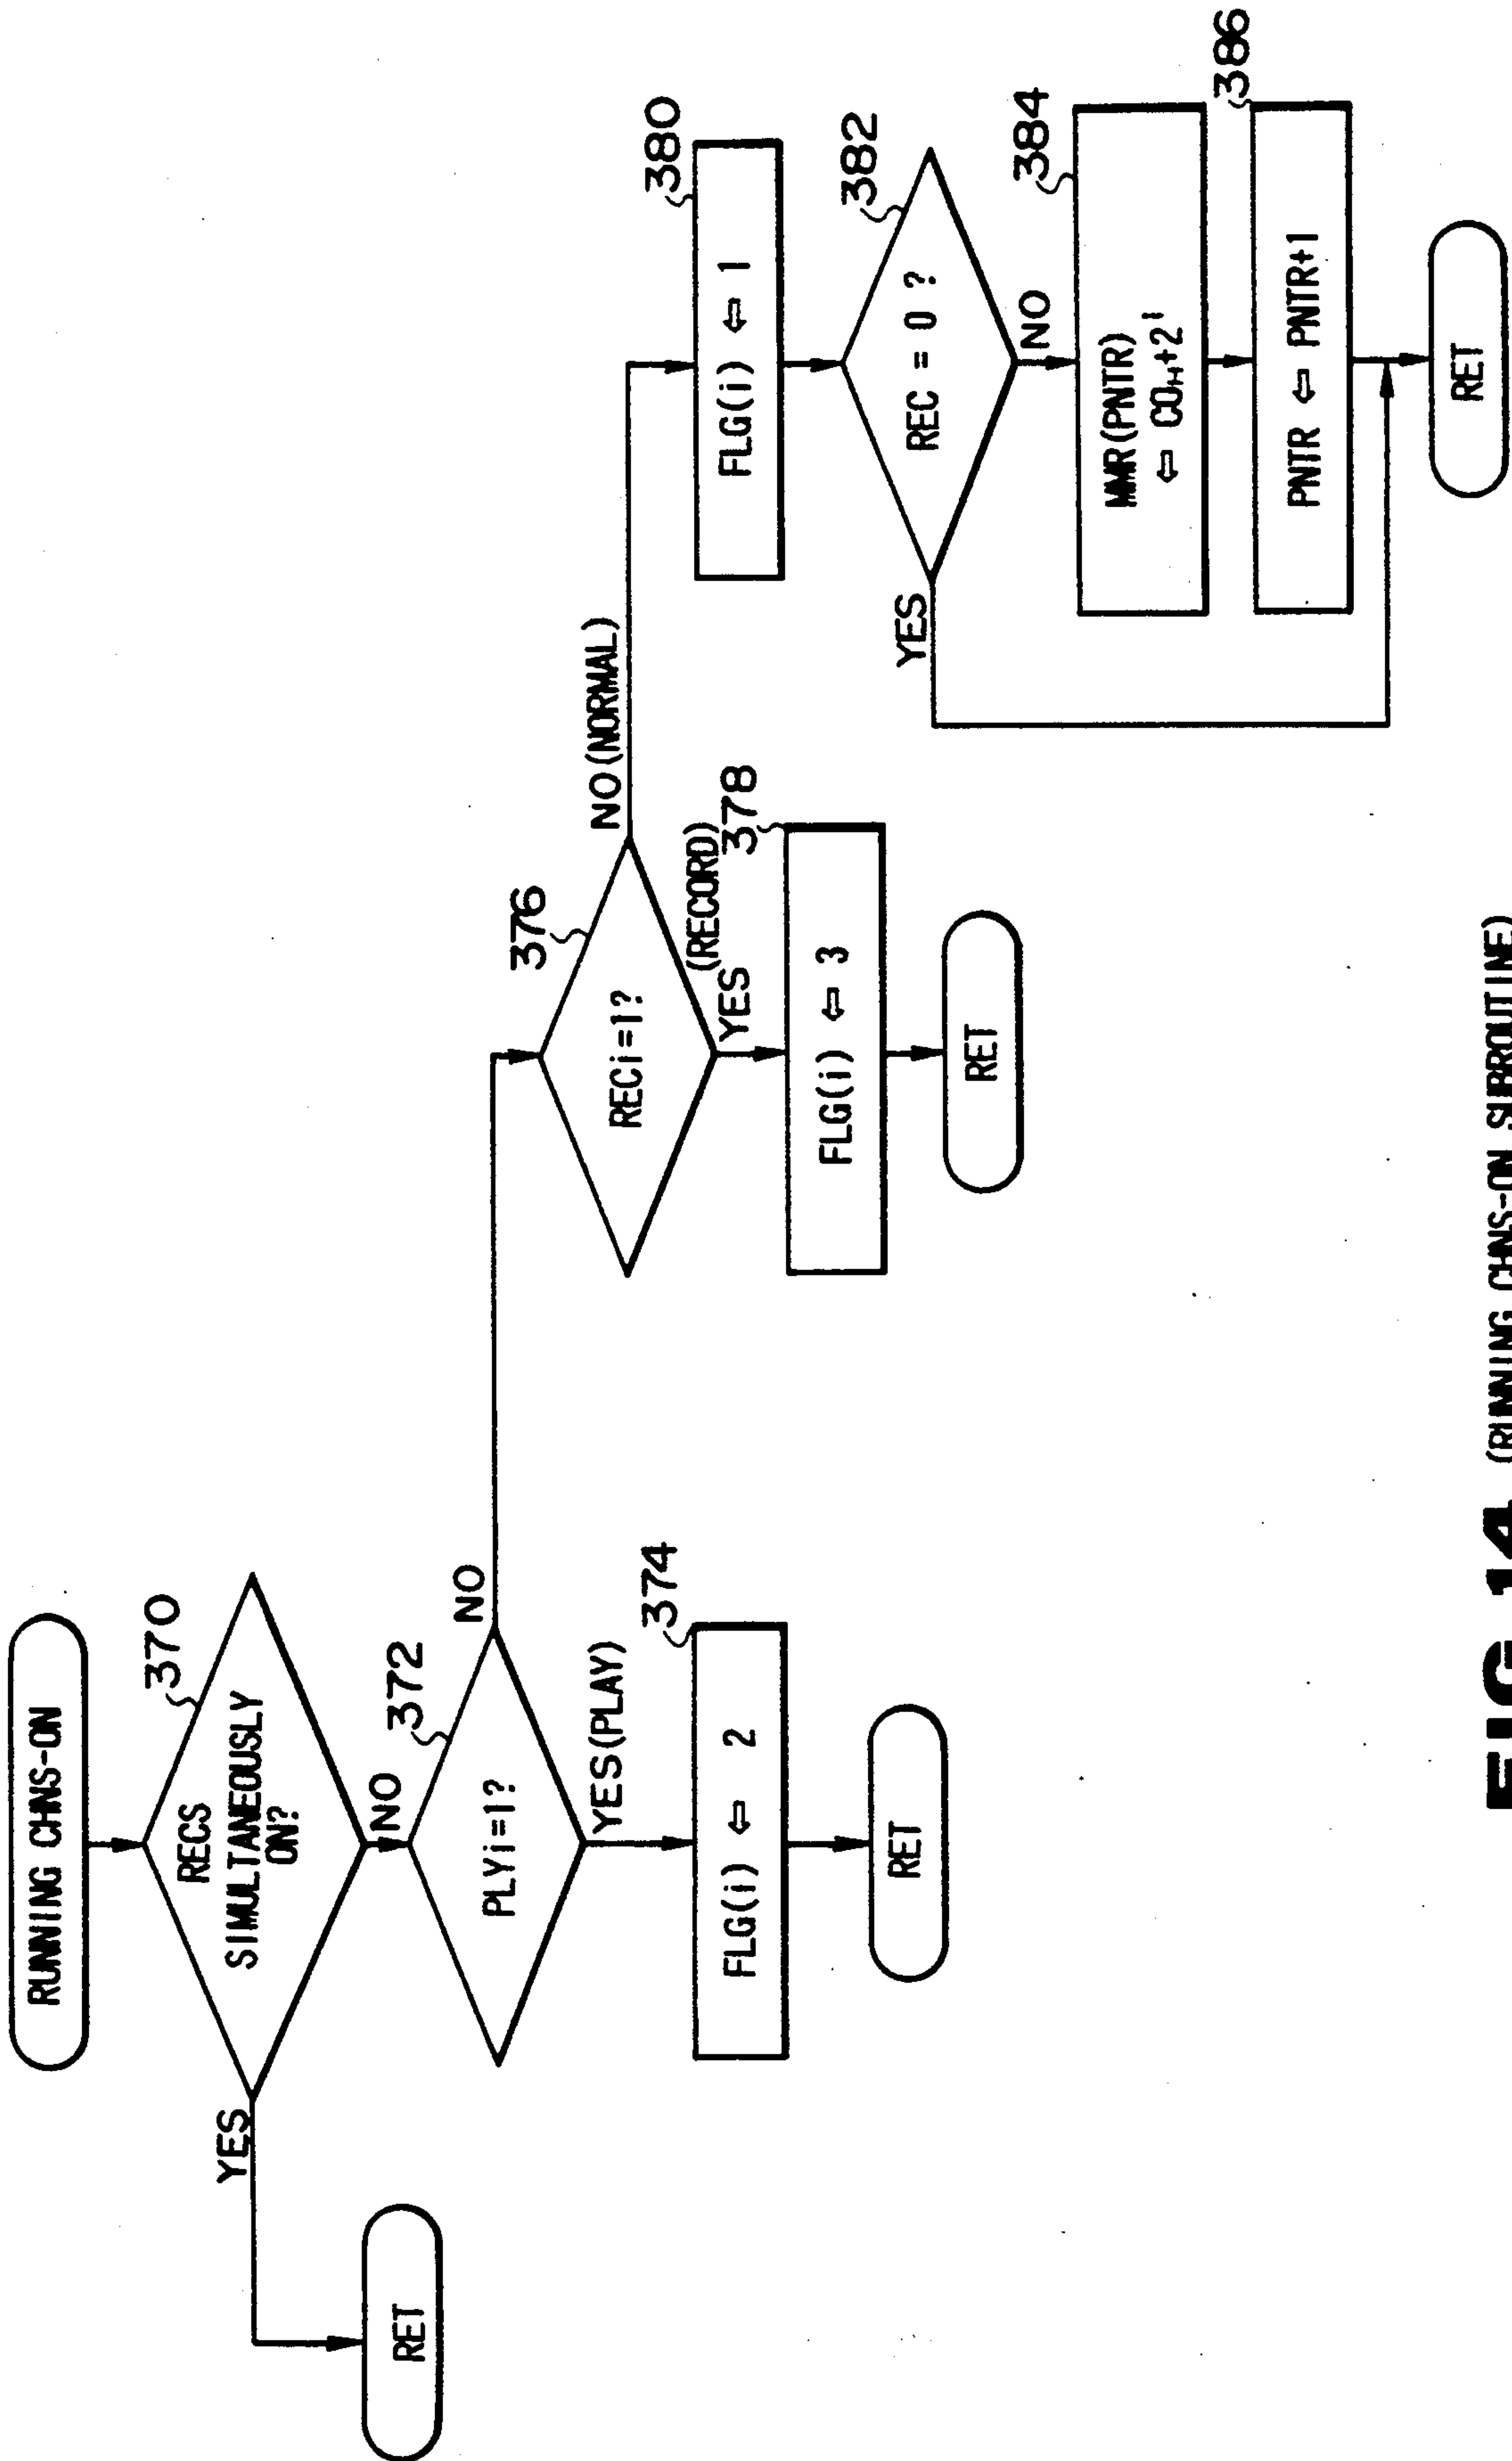 RUNNING CHNS-ON
370
RECS
SIMULTANEOUSLY
ON?
YES
RET
NO
372
PLYi=1?
NO
YES(PLAY)
374
FLG(i) ⇐ 2
RET
376
RECi=1?
NO(NORMAL)
(RECORD)
YES
378
FLG(i) ⇐ 3
RET
380
FLG(i) ⇐ 1
382
REC = 0 ?
YES
NO
384
MMR(PNTR)
⇐ C0H+2i
386
PNTR ⇐ PNTR+1
RET
FIG.14 (RUNNING CHNS-ON SUBROUTINE)